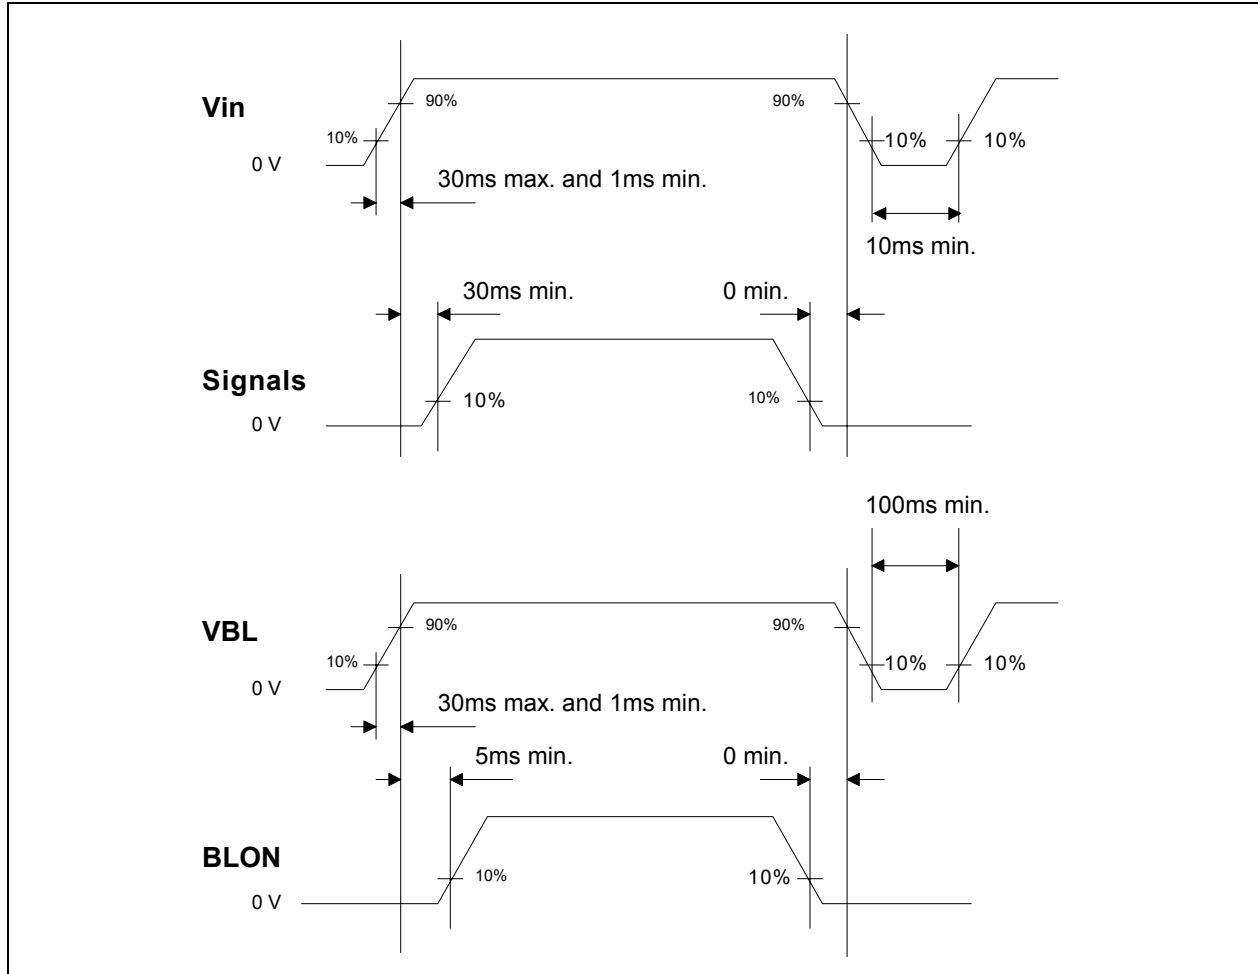 Vin
90%
90%
10%
10%
10%
0 V
30ms max. and 1ms min.
10ms min.
30ms min.
0 min.
Signals
10%
10%
0 V
100ms min.
VBL
90%
90%
10%
10%
10%
0 V
30ms max. and 1ms min.
5ms min.
0 min.
BLON
10%
10%
0 V